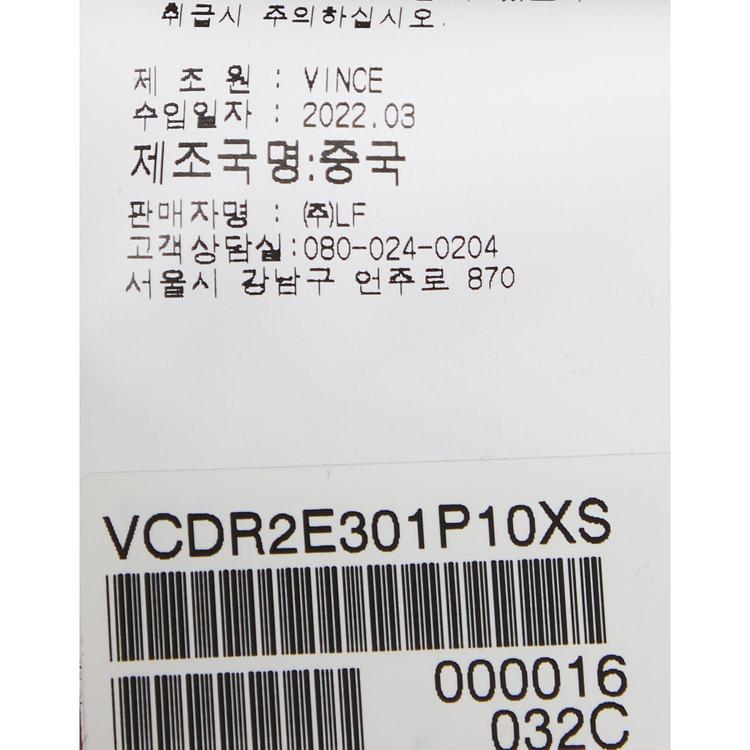 취급시 주의하십시오.
제 조 원 : VINCE
수입일자 : 2022.03
제조국명:중국
판매자명 : ㈜LF
고객상담실:080-024-0204
서울시 강남구 언주로 870
VCDR2E301P10XS
000016
032C